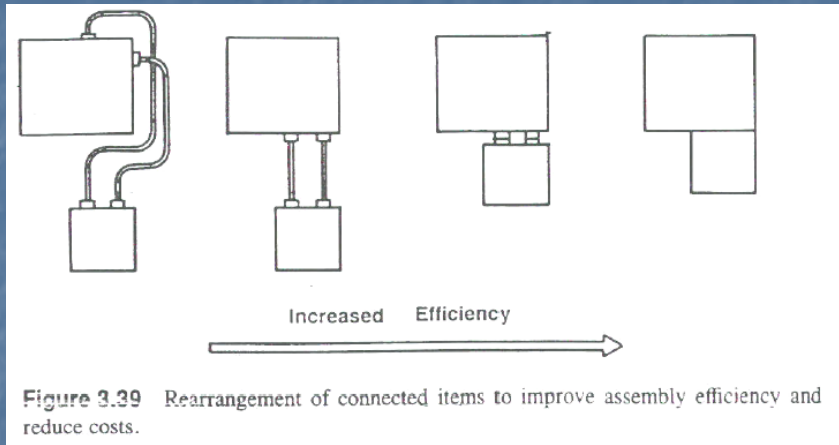 Increased Efficiency
Figure 3.39 Rearrangement of connected items to improve assembly efficiency and
reduce costs.